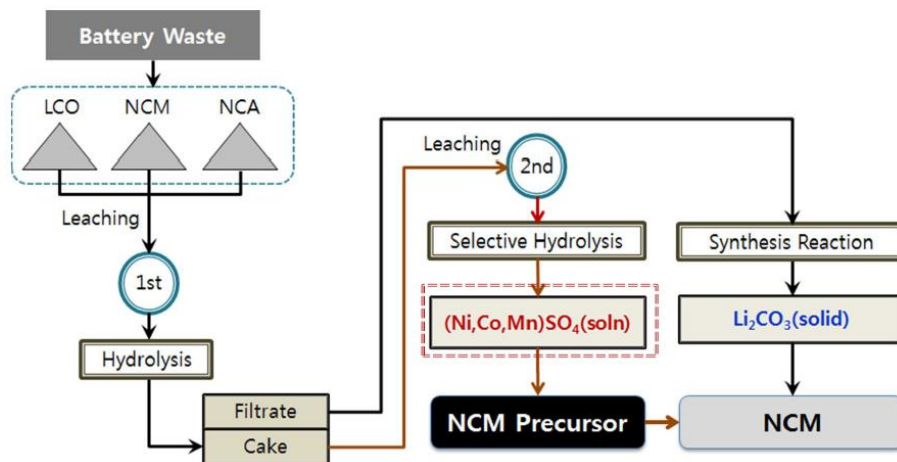 Battery Waste
LCO NCM NCA
Leaching
1st
Hydrolysis
Filtrate
Cake
Leaching
2nd
Selective Hydrolysis
(Ni,Co,Mn)SO₄(soln)
NCM Precursor
Synthesis Reaction
Li₂CO₃(solid)
NCM